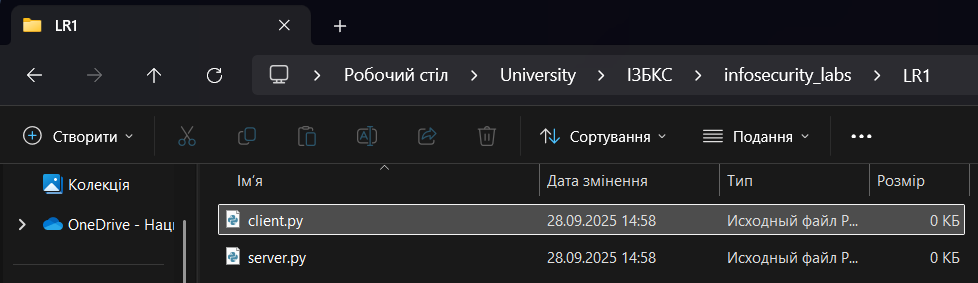 LR1
Робочий стіл > University > ІЗБКС > infosecurity_labs > LR1
Створити Сортування Подання
Колекція
OneDrive - Наці
Ім'я Дата змінення Тип Розмір
client.py 28.09.2025 14:58 Исходный файл P... 0 КБ
server.py 28.09.2025 14:58 Исходный файл P... 0 КБ